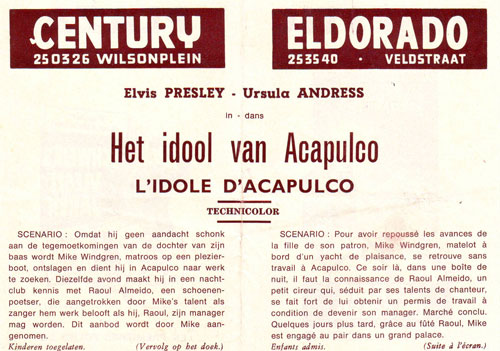 CENTURY
250326 WILSONPLEIN
ELDORADO
253540 · VELDSTRAAT
Elvis PRESLEY - Ursula ANDRESS
in - dans
Het idool van Acapulco
L'IDOLE D'ACAPULCO
TECHNICOLOR
SCENARIO : Omdat hij geen aandacht schonk
aan de tegemoetkomingen van de dochter van zijn
baas wordt Mike Windgren, matroos op een plezier-
boot, ontslagen en dient hij in Acapulco naar werk
te zoeken. Diezelfde avond maakt hij in een nacht-
club kennis met Raoul Almeido, een schoenen-
poetser, die aangetrokken door Mike's talent als
zanger hem werk belooft als hij, Raoul, zijn manager
mag worden. Dit aanbod wordt door Mike aan-
genomen.
Kinderen toegelaten. (Vervolg op het doek.)
SCENARIO : Pour avoir repoussé les avances de
la fille de son patron, Mike Windgren, matelot à
bord d'un yacht de plaisance, se retrouve sans
travail à Acapulco. Ce soir là, dans une boîte de
nuit, il faut la connaissance de Raoul Almeido, un
petit cireur qui, séduit par ses talents de chanteur,
se fait fort de lui obtenir un permis de travail à
condition de devenir son manager. Marché conclu.
Quelques jours plus tard, grâce au fûté Raoul, Mike
est engagé au pair dans un grand palace.
Enfants admis. (Suite à l'écran.)